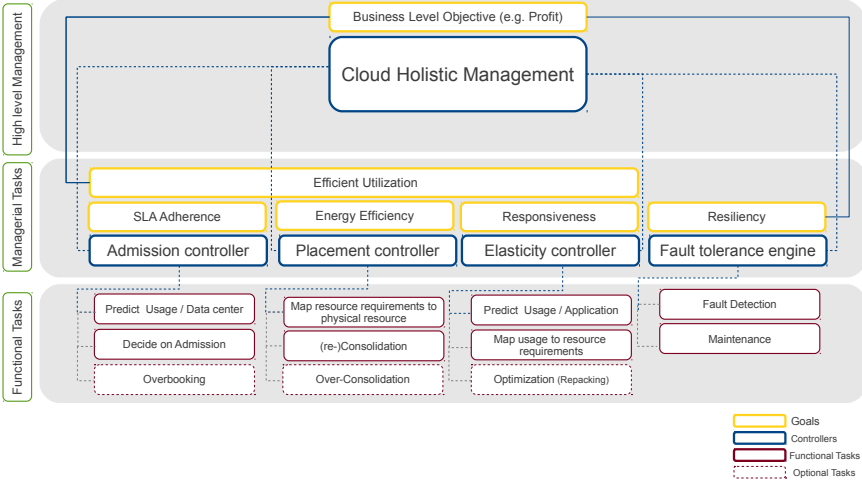 High level Management
Business Level Objective (e.g. Profit)
Cloud Holistic Management
Managerial Tasks
Efficient Utilization
SLA Adherence
Energy Efficiency
Responsiveness
Resiliency
Admission controller
Placement controller
Elasticity controller
Fault tolerance engine
Functional Tasks
Predict Usage / Data center
Decide on Admission
Overbooking
Map resource requirements to
physical resource
(re-)Consolidation
Over-Consolidation
Predict Usage / Application
Map usage to resource
requirements
Optimization (Repacking)
Fault Detection
Maintenance
Goals
Controllers
Functional Tasks
Optional Tasks